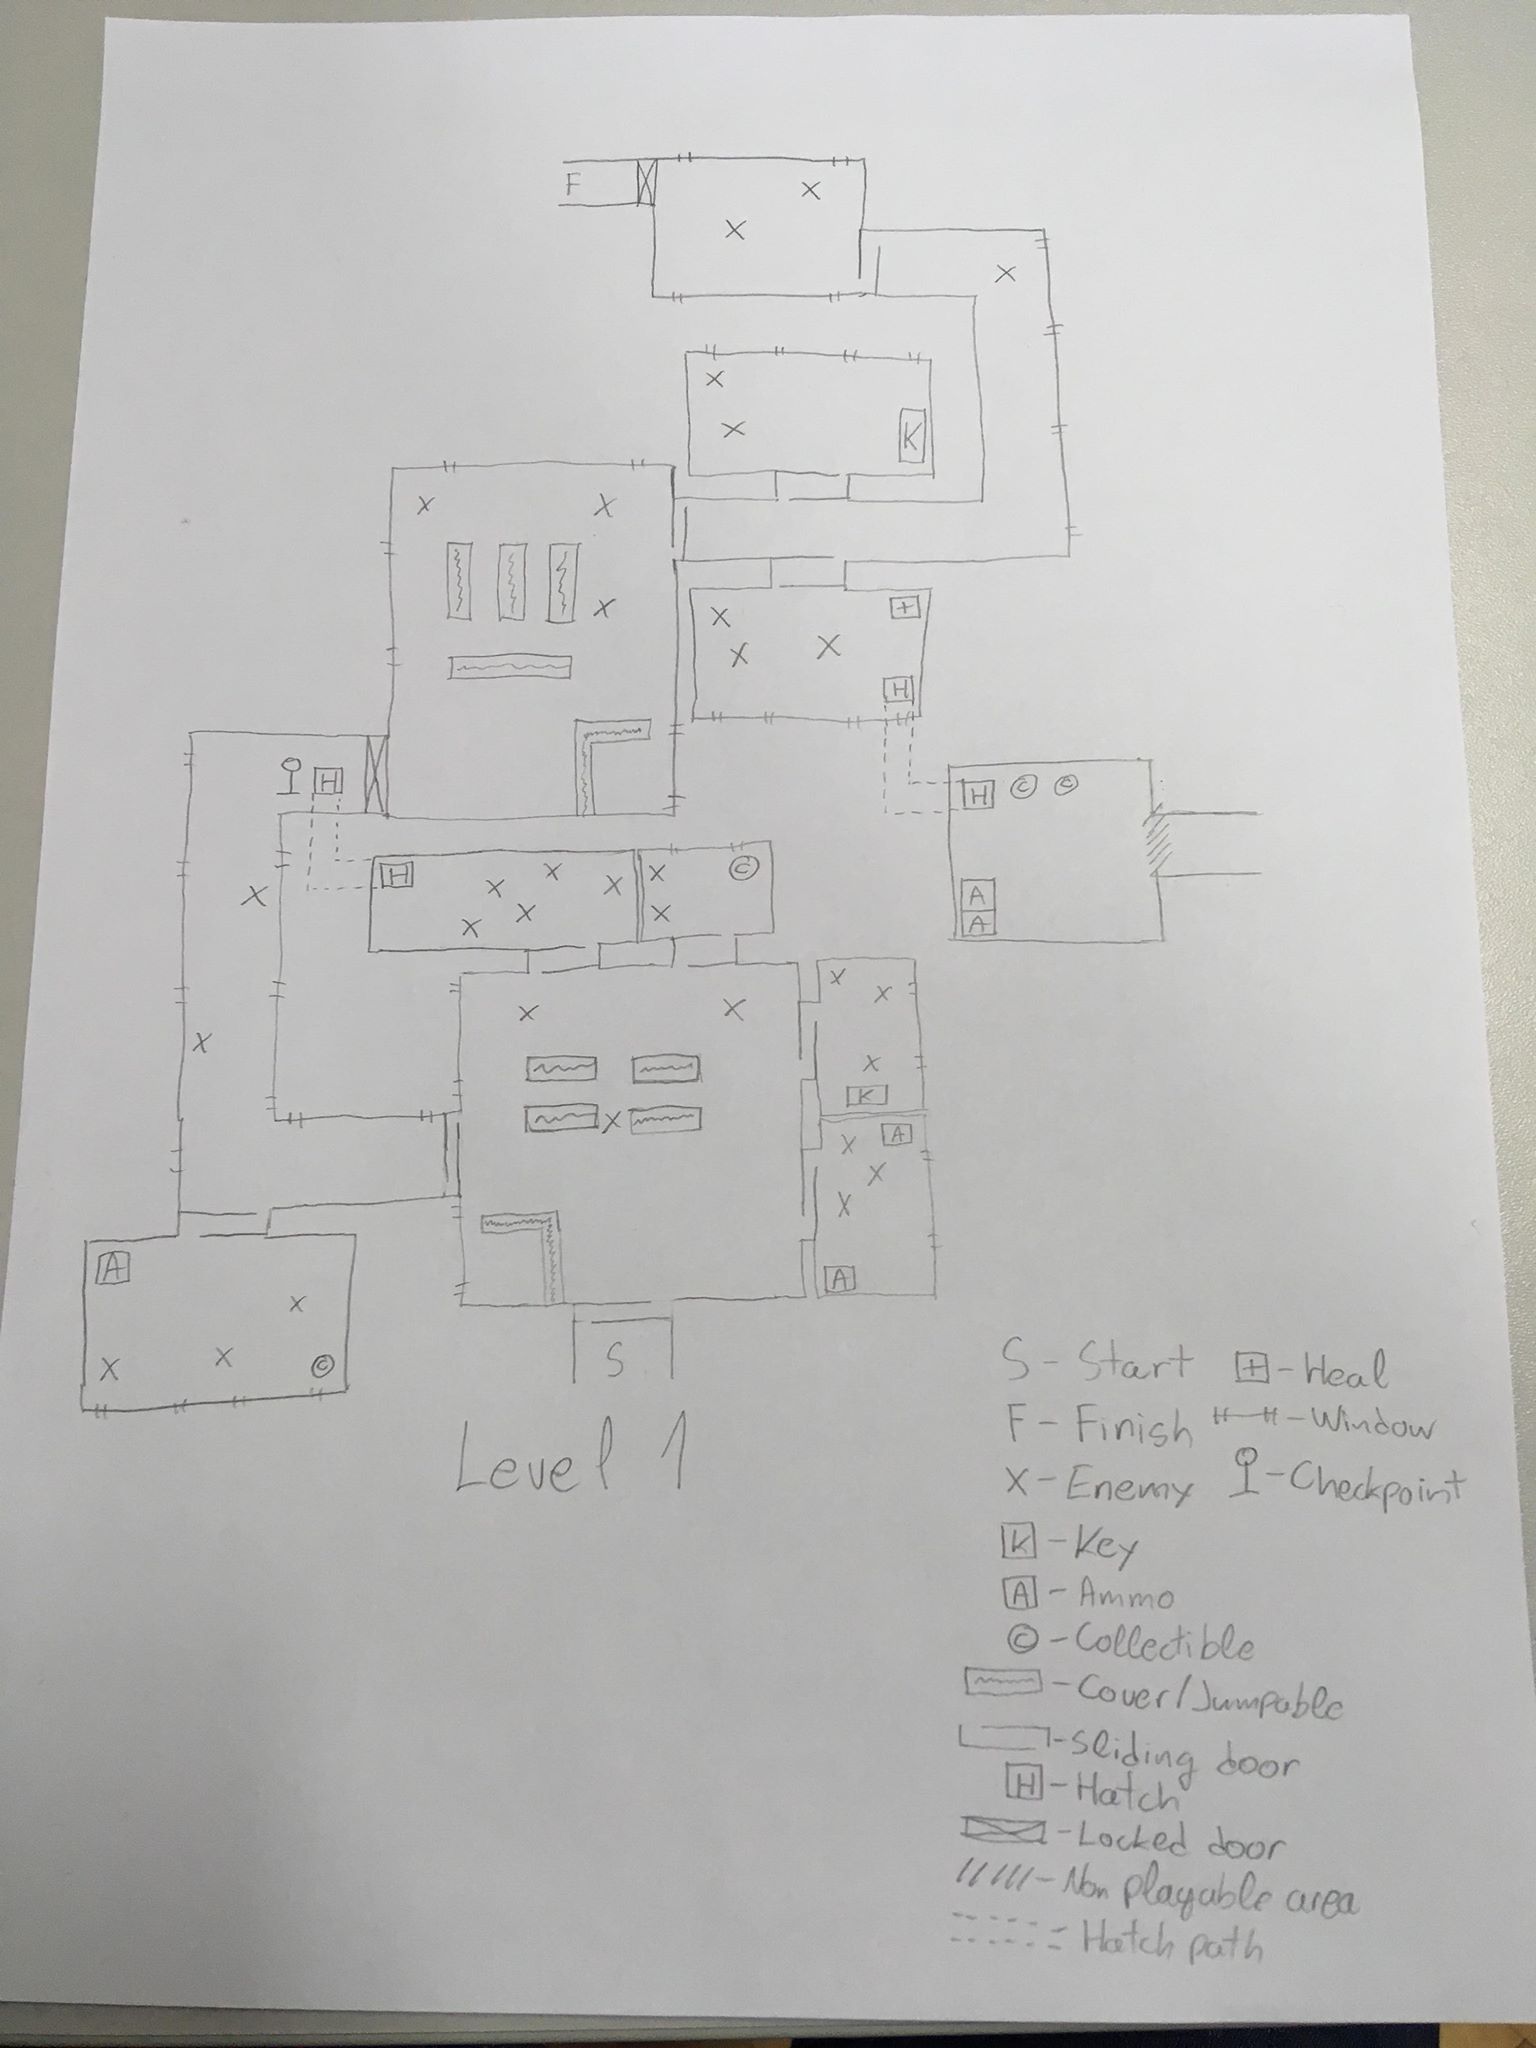 F
K
H
H
C
C
H
H
C
A
A
K
A
A
A
C
S
Level 1
S - Start
+ - Heal
F - Finish
- Window
X - Enemy
- Checkpoint
K - Key
A - Ammo
© - Collectible
- Cover/Jumpable
- Sliding door
H - Hatch
- Locked door
- Non playable area
Hatch path